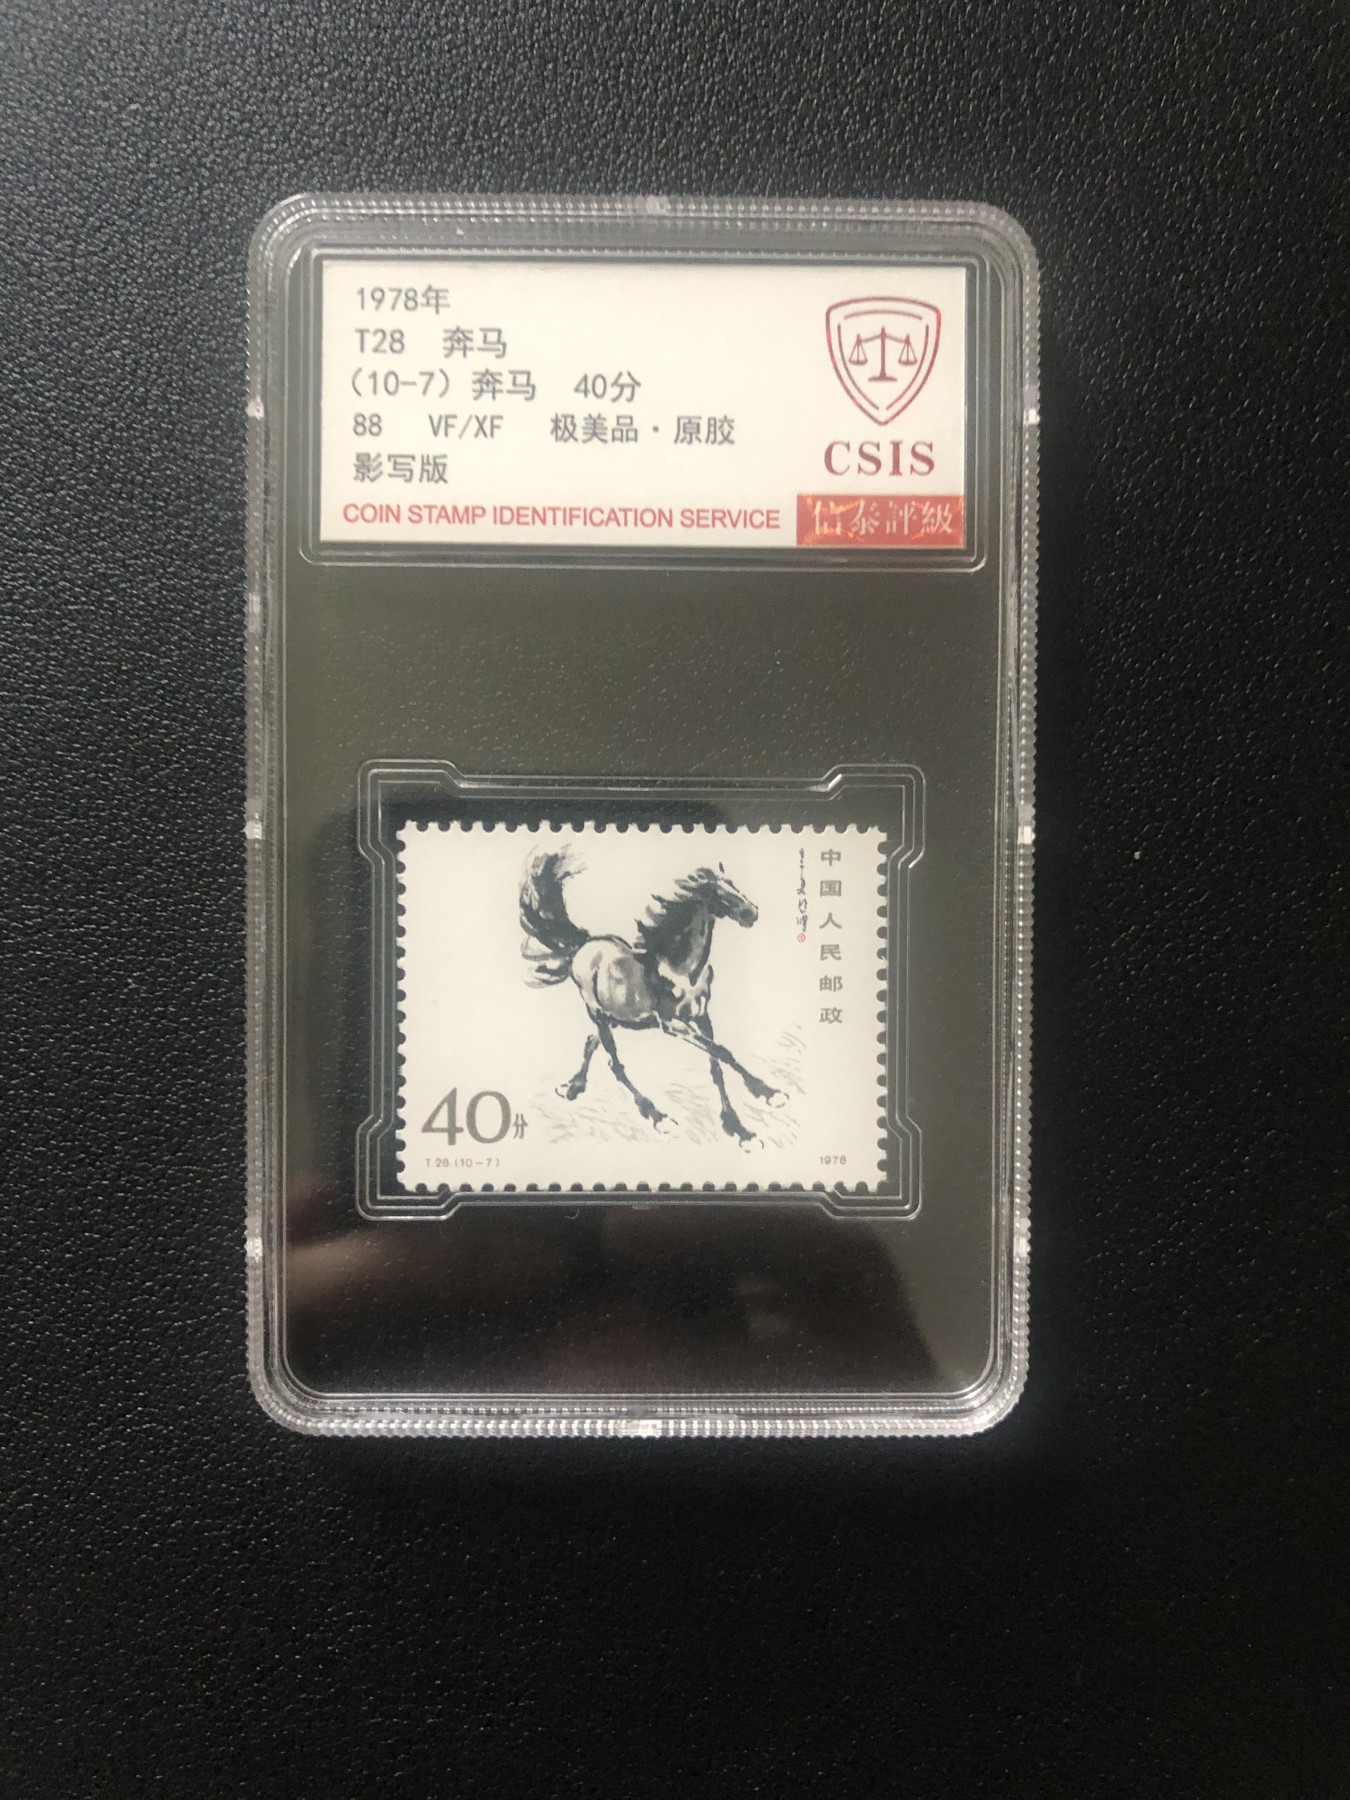 1978年
T28 奔马
（10-7）奔马 40分
88 VF/XF 极美品·原胶
影写版
CSIS
COIN STAMP IDENTIFICATION SERVICE
信泰評級
中国人民邮政
40分
T 28.(10-7)
1978